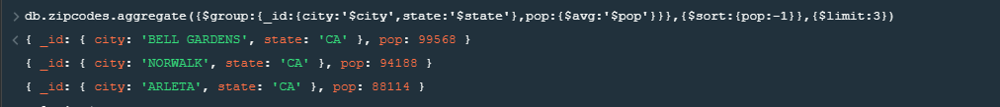 > db.zipcodes.aggregate({$group:{_id:{city:'$city',state:'$state'},pop:{$avg:'$pop'}}},{$sort:{pop:-1}},{$limit:3})
< { _id: { city: 'BELL GARDENS', state: 'CA' }, pop: 99568 }
{ _id: { city: 'NORWALK', state: 'CA' }, pop: 94188 }
{ _id: { city: 'ARLETA', state: 'CA' }, pop: 88114 }